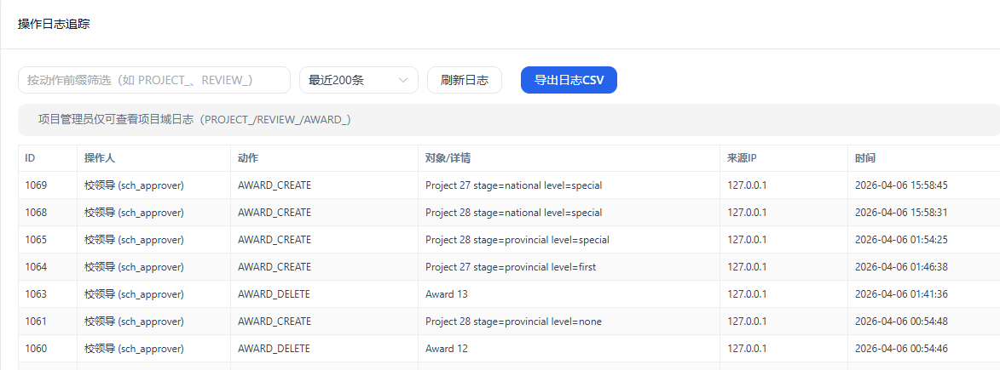 操作日志追踪
按动作前缀筛选（如 PROJECT_、REVIEW_） 最近200条 刷新日志 导出日志CSV
项目管理员仅可查看项目域日志（PROJECT_/REVIEW_/AWARD_）
ID 操作人 动作 对象/详情 来源IP 时间
1069 校领导 (sch_approver) AWARD_CREATE Project 27 stage=national level=special 127.0.0.1 2026-04-06 15:58:45
1068 校领导 (sch_approver) AWARD_CREATE Project 28 stage=national level=special 127.0.0.1 2026-04-06 15:58:31
1065 校领导 (sch_approver) AWARD_CREATE Project 28 stage=provincial level=special 127.0.0.1 2026-04-06 01:54:25
1064 校领导 (sch_approver) AWARD_CREATE Project 27 stage=provincial level=first 127.0.0.1 2026-04-06 01:46:38
1063 校领导 (sch_approver) AWARD_DELETE Award 13 127.0.0.1 2026-04-06 01:41:36
1061 校领导 (sch_approver) AWARD_CREATE Project 28 stage=provincial level=none 127.0.0.1 2026-04-06 00:54:48
1060 校领导 (sch_approver) AWARD_DELETE Award 12 127.0.0.1 2026-04-06 00:54:46